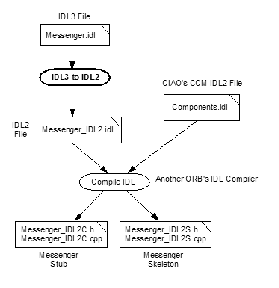 IDL3 File
Messenger.idl
IDL3 to IDL2
CIAO's CCM IDL2 File
Components.idl
IDL2
File
Messenger_IDL2.idl
Compile IDL
Another ORB's IDL Compiler
Messenger_IDL2C.h
Messenger_IDL2C.cpp
Messenger_IDL2S.h
Messenger_IDL2S.cpp
Messenger
Stub
Messenger
Skeleton